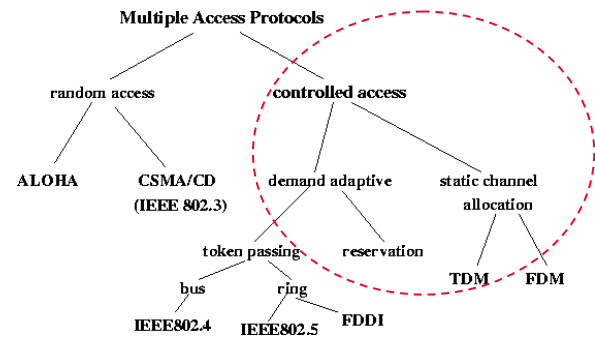 Multiple Access Protocols
random access
controlled access
ALOHA
CSMA/CD
(IEEE 802.3)
demand adaptive
static channel
allocation
token passing
reservation
TDM
FDM
bus
ring
IEEE802.4
IEEE802.5
FDDI